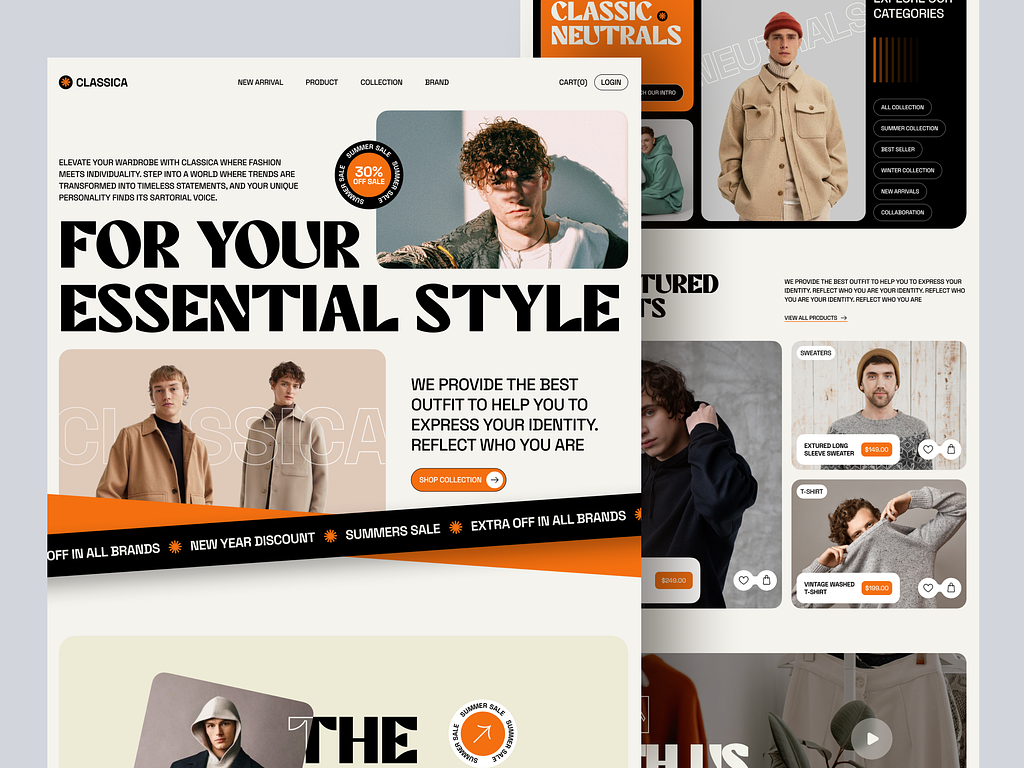 CLASSICA
NEW ARRIVAL
PRODUCT
COLLECTION
BRAND
CART(0)
LOGIN
ELEVATE YOUR WARDROBE WITH CLASSICA WHERE FASHION
MEETS INDIVIDUALITY. STEP INTO A WORLD WHERE TRENDS ARE
TRANSFORMED INTO TIMELESS STATEMENTS, AND YOUR UNIQUE
PERSONALITY FINDS ITS SARTORIAL VOICE.
SUMMER SALE SUMMER SALE SUMMER SALE SUMMER SALE
30%
OFF SALE
FOR YOUR
ESSENTIAL STYLE
CLASSICA
WE PROVIDE THE BEST
OUTFIT TO HELP YOU TO
EXPRESS YOUR IDENTITY.
REFLECT WHO YOU ARE
SHOP COLLECTION
OFF IN ALL BRANDS NEW YEAR DISCOUNT SUMMERS SALE EXTRA OFF IN ALL BRANDS
THE
SUMMER SALE SUMMER SALE SUMMER SALE SUMMER SALE
CLASSIC
NEUTRALS
OUR INTRO
NEUTRALS
EXPLORE OUR
CATEGORIES
ALL COLLECTION
SUMMER COLLECTION
BEST SELLER
WINTER COLLECTION
NEW ARRIVALS
COLLABORATION
TURED
TS
WE PROVIDE THE BEST OUTFIT TO HELP YOU TO EXPRESS YOUR
IDENTITY. REFLECT WHO YOU ARE YOUR IDENTITY. REFLECT WHO
YOU ARE YOUR IDENTITY. REFLECT WHO YOU ARE
VIEW ALL PRODUCTS
$249.00
SWEATERS
EXTURED LONG
SLEEVE SWEATER
$149.00
T-SHIRT
VINTAGE WASHED
T-SHIRT
$199.00
TH US